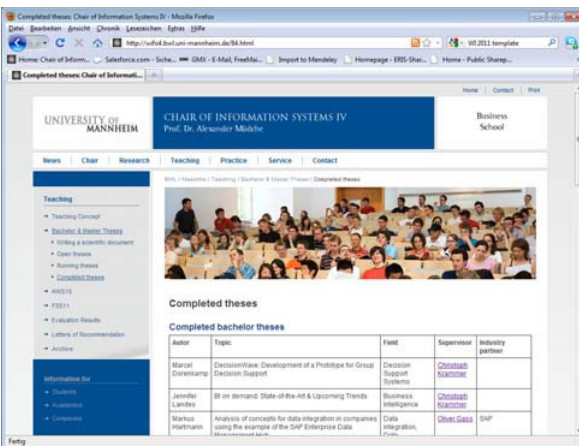 Completed theses: Chair of Information Systems IV - Mozilla Firefox
Datei Bearbeiten Ansicht Chronik Lesezeichen Extras Hilfe
http://wifo4.bwl.uni-mannheim.de/84.html
WI2011 template
Home: Chair of Inform... Salesforce.com - Siche... GMX - E-Mail, FreeMai... Import to Mendeley Homepage - ERIS-Shar... Home - Public Sharep...
Completed theses: Chair of Informati...
Home Contact Print
UNIVERSITY OF
MANNHEIM
CHAIR OF INFORMATION SYSTEMS IV
Prof. Dr. Alexander Mädche
Business
School
News Chair Research Teaching Practice Service Contact
BWL / Maedche / Teaching / Bachelor & Master Theses / Completed theses
Teaching
Teaching Concept
Bachelor & Master Theses
Writing a scientific document
Open theses
Running theses
Completed theses
HWS10
FSS11
Evaluation Results
Letters of Recommendation
Archive
Information for
Students
Academics
Companies
Completed theses
Completed bachelor theses
Autor Topic Field Supervisor Industry partner
Marcel Dorenkamp DecisionWave: Development of a Prototype for Group Decision Support Decision Support Systems Christoph Krammer
Jennifer Landes BI on demand: State-of-the-Art & Upcoming Trends Business Intelligence Christoph Krammer
Markus Hartmann Analysis of concepts for data integration in companies using the example of the SAP Enterprise Data Management Hub Data integration, Data Oliver Gass SAP
Fertig